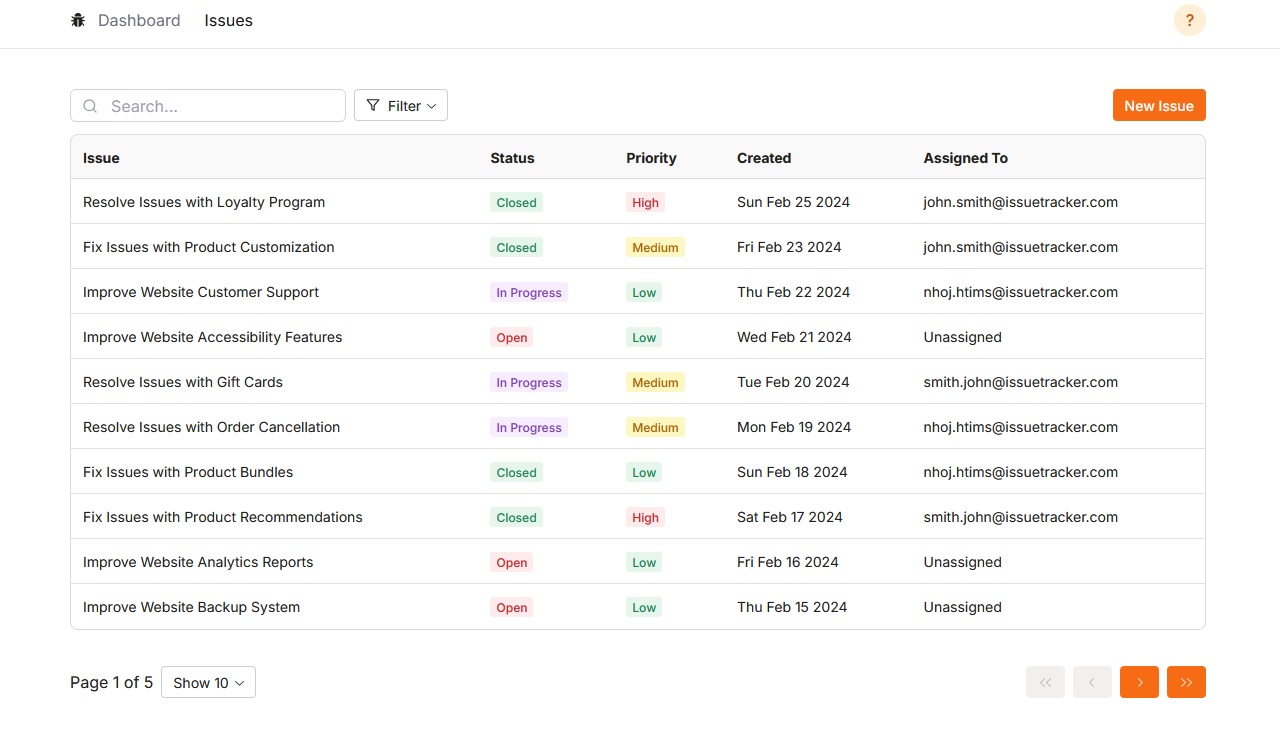 Dashboard Issues ?
Search... Filter New Issue
Issue Status Priority Created Assigned To
Resolve Issues with Loyalty Program Closed High Sun Feb 25 2024 john.smith@issuetracker.com
Fix Issues with Product Customization Closed Medium Fri Feb 23 2024 john.smith@issuetracker.com
Improve Website Customer Support In Progress Low Thu Feb 22 2024 nhoj.htims@issuetracker.com
Improve Website Accessibility Features Open Low Wed Feb 21 2024 Unassigned
Resolve Issues with Gift Cards In Progress Medium Tue Feb 20 2024 smith.john@issuetracker.com
Resolve Issues with Order Cancellation In Progress Medium Mon Feb 19 2024 nhoj.htims@issuetracker.com
Fix Issues with Product Bundles Closed Low Sun Feb 18 2024 nhoj.htims@issuetracker.com
Fix Issues with Product Recommendations Closed High Sat Feb 17 2024 smith.john@issuetracker.com
Improve Website Analytics Reports Open Low Fri Feb 16 2024 Unassigned
Improve Website Backup System Open Low Thu Feb 15 2024 Unassigned
Page 1 of 5 Show 10